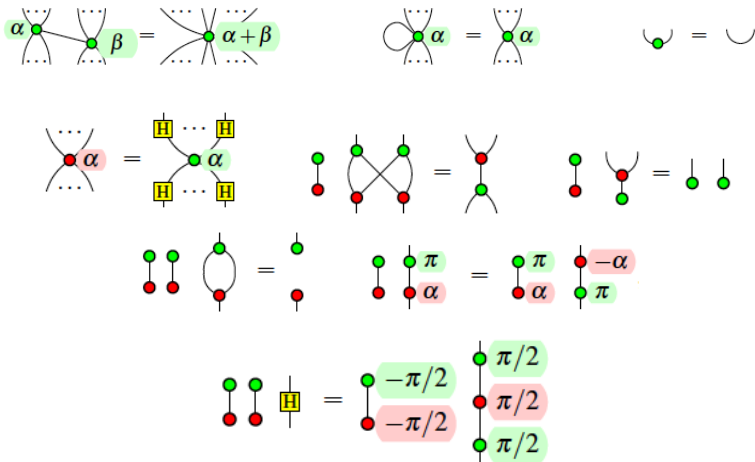 ... ... ... ... ... ... ...
α β = α + β α = α =
... ... ... ... ... ... ...
... H ... H
α = α = =
... H ... H
= π = π −α
α α π
H = −π/2 π/2
−π/2 π/2
π/2